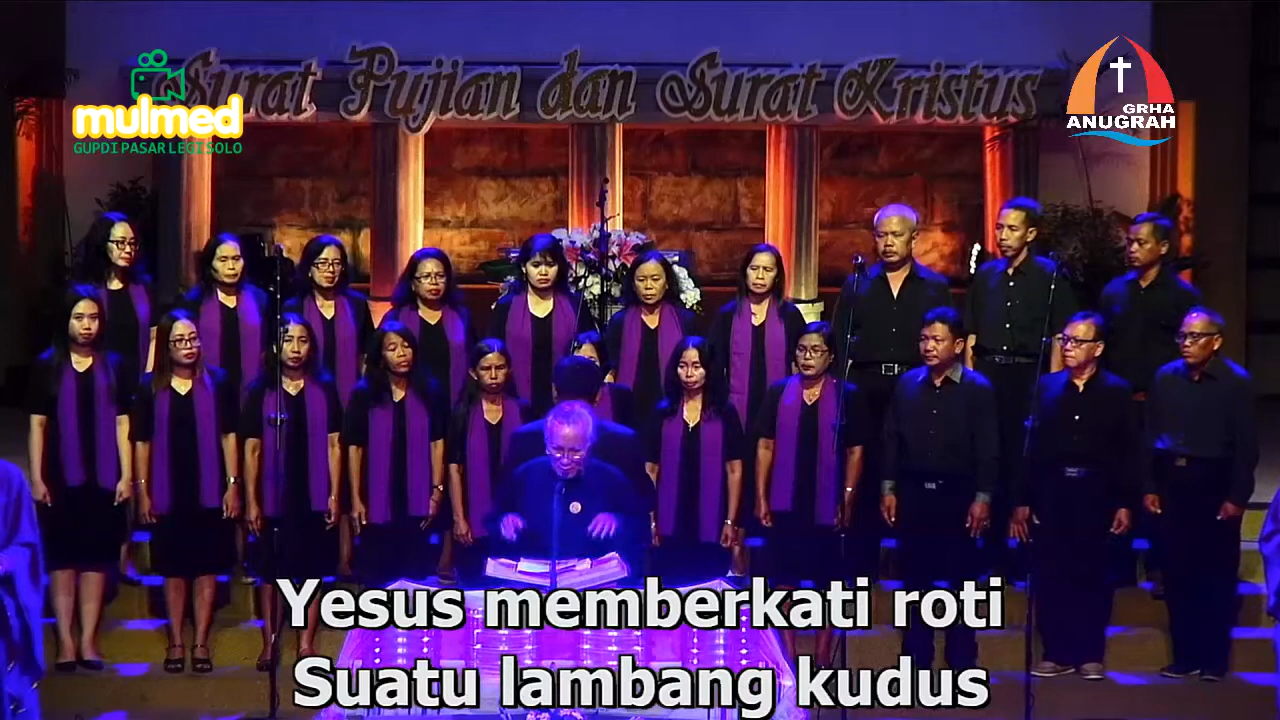 Surat Pujian dan Surat Kristus
mulmed
GUPDI PASAR LEGI SOLO
GRHA
ANUGRAH
Yesus memberkati roti
Suatu lambang kudus